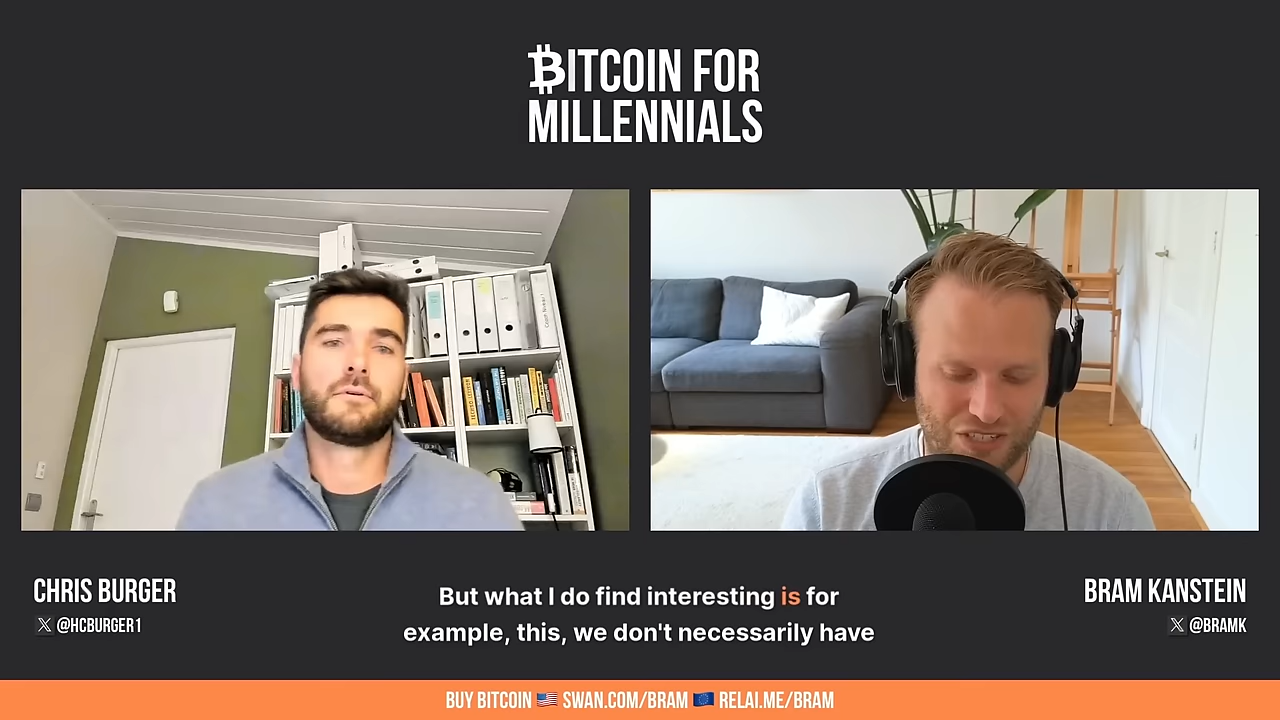 ₿ITCOIN FOR
MILLENNIALS
CHRIS BURGER
𝕏 @HCBURGER1
But what I do find interesting is for
example, this, we don't necessarily have
BRAM KANSTEIN
𝕏 @BRAMK
BUY BITCOIN 🇺🇸 SWAN.COM/BRAM 🇪🇺 RELAI.ME/BRAM